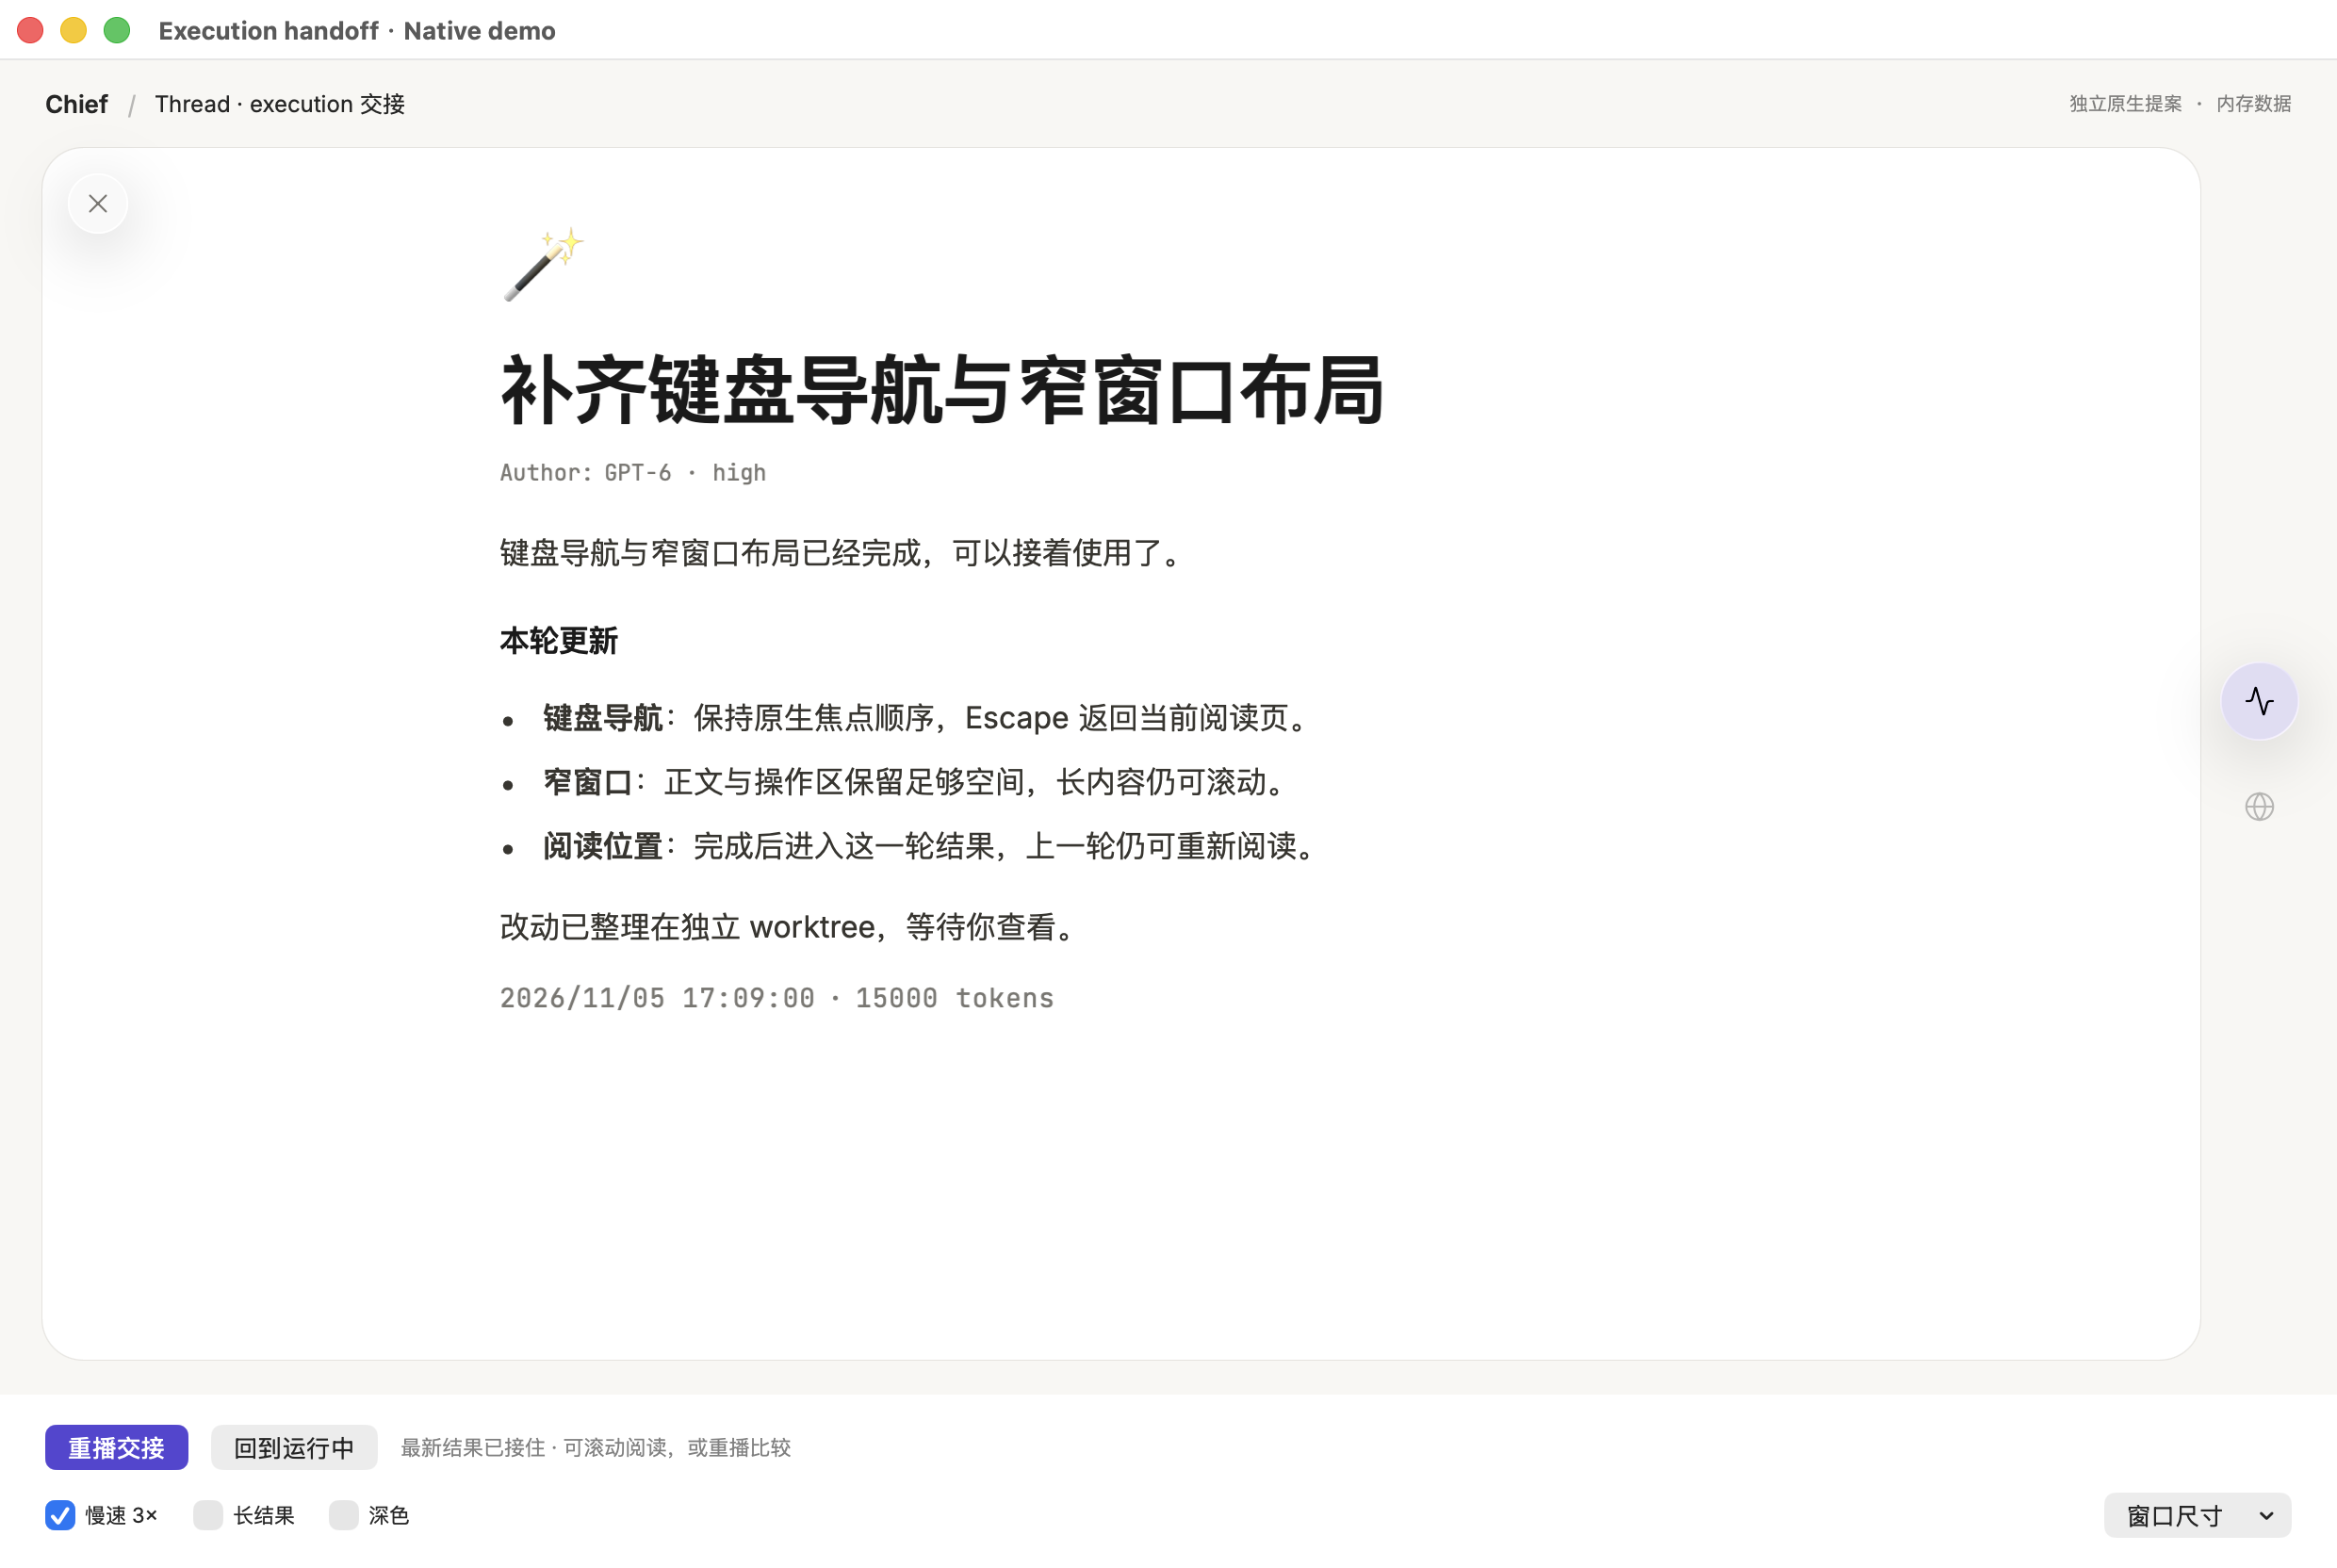 Execution handoff · Native demo
Chief / Thread · execution 交接
独立原生提案 · 内存数据
补齐键盘导航与窄窗口布局
Author: GPT-6 · high
键盘导航与窄窗口布局已经完成，可以接着使用了。
本轮更新
• 键盘导航：保持原生焦点顺序，Escape 返回当前阅读页。
• 窄窗口：正文与操作区保留足够空间，长内容仍可滚动。
• 阅读位置：完成后进入这一轮结果，上一轮仍可重新阅读。
改动已整理在独立 worktree，等待你查看。
2026/11/05 17:09:00 · 15000 tokens
重播交接 回到运行中 最新结果已接住 · 可滚动阅读，或重播比较
慢速 3× 长结果 深色
窗口尺寸